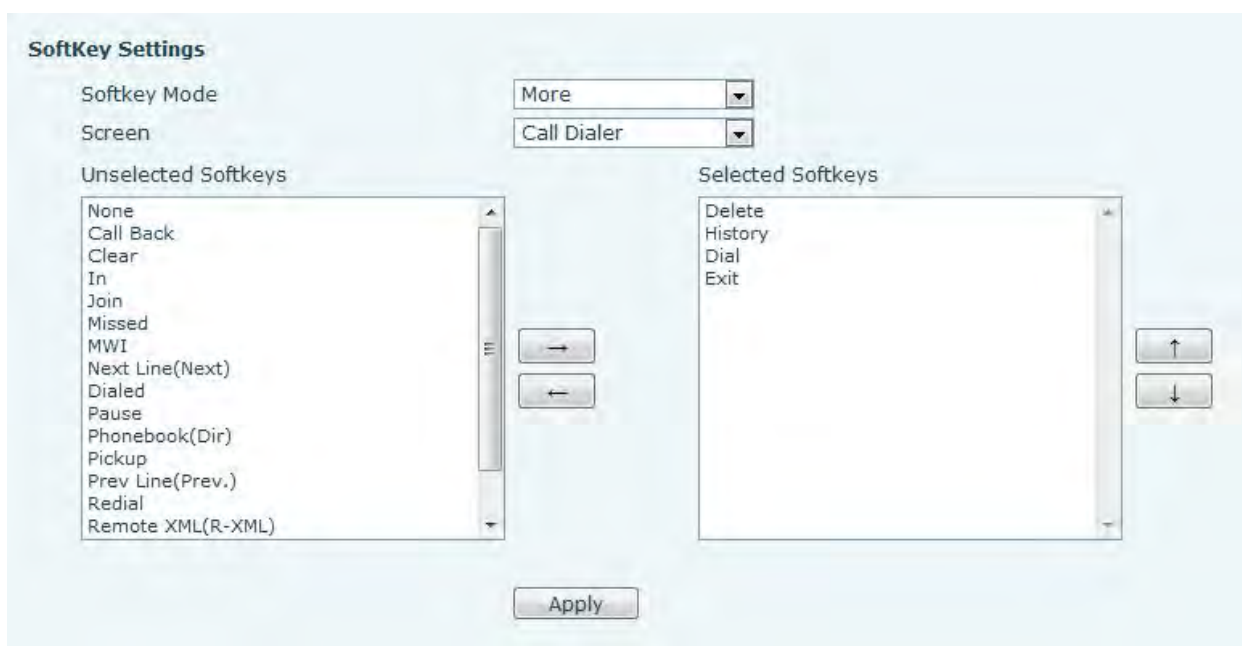 SoftKey Settings
Softkey Mode More
Screen Call Dialer
Unselected Softkeys Selected Softkeys
None
Call Back
Clear
In
Join
Missed
MWI
Next Line(Next)
Dialed
Pause
Phonebook(Dir)
Pickup
Prev Line(Prev.)
Redial
Remote XML(R-XML)
→
←
Delete
History
Dial
Exit
↑
↓
Apply